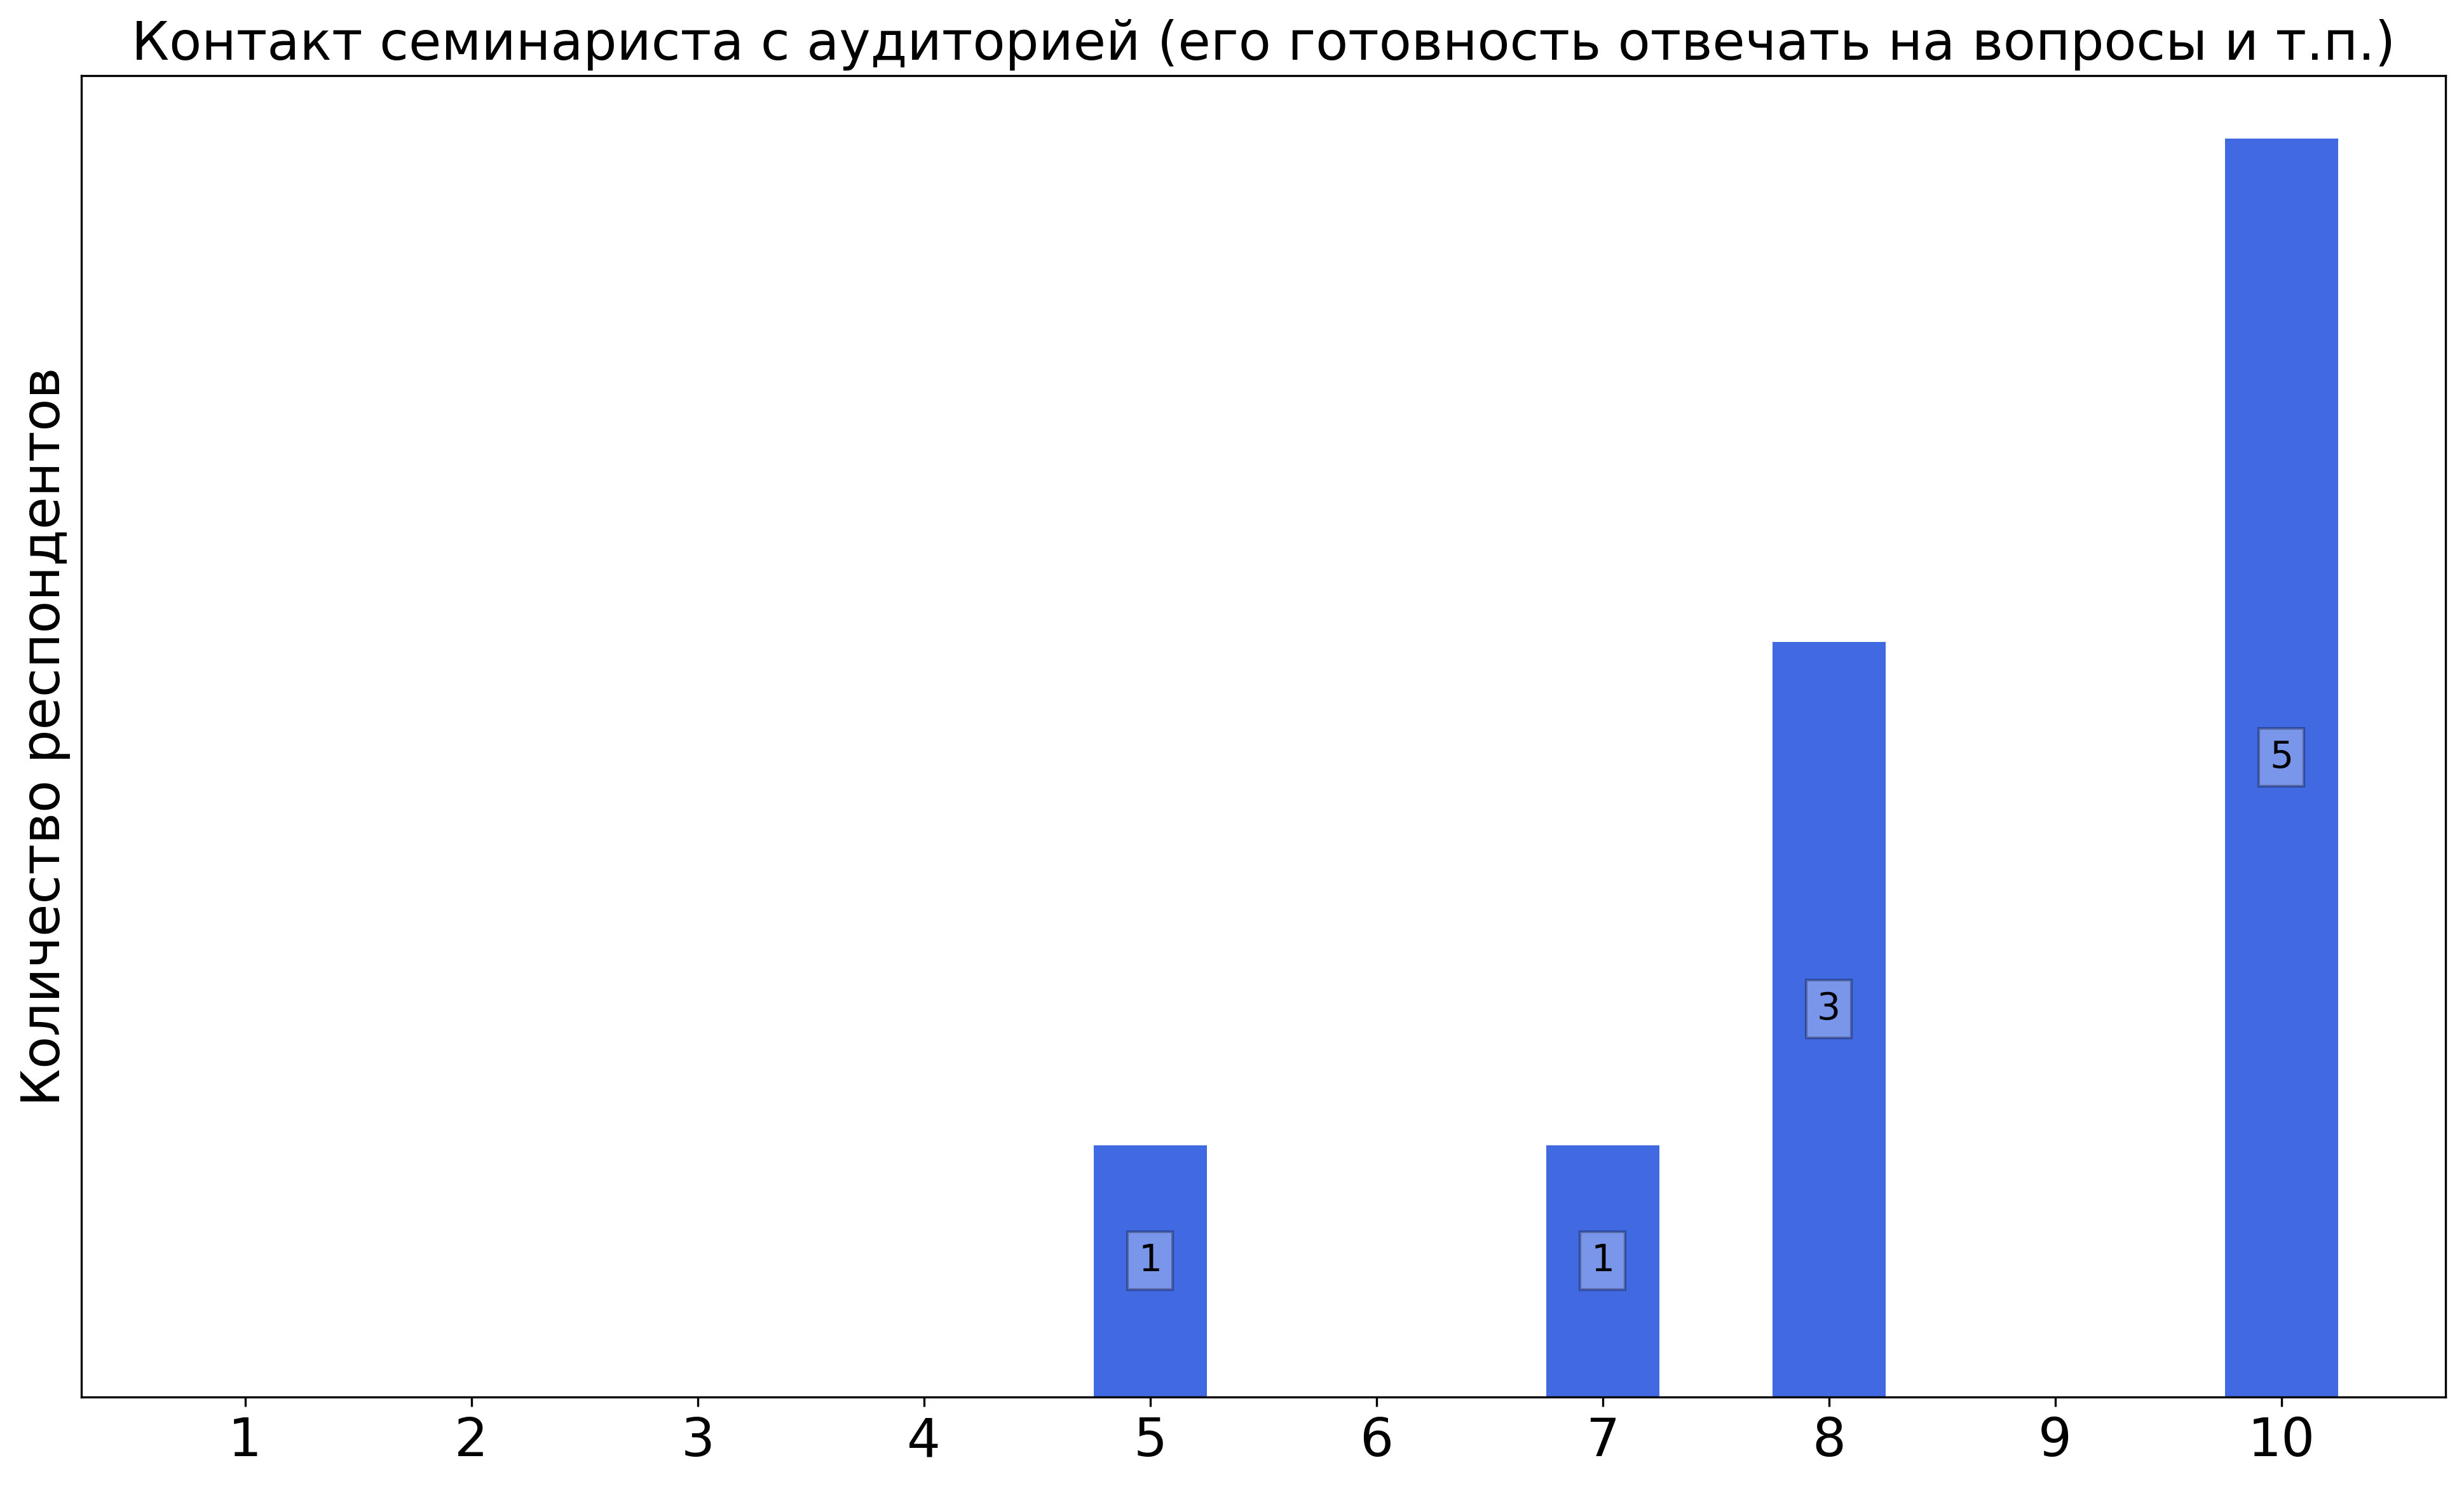 Контакт семинариста с аудиторией (его готовность отвечать на вопросы и т.п.)
Количество респондентов
5
3
1 1
1 2 3 4 5 6 7 8 9 10